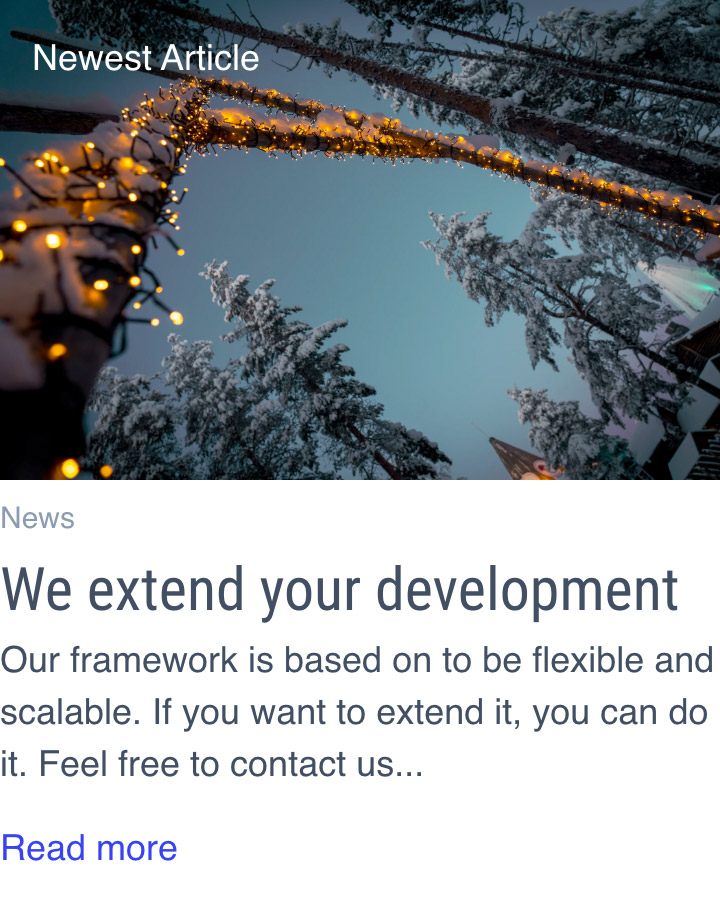 Newest Article
News
We extend your development
Our framework is based on to be flexible and
scalable. If you want to extend it, you can do
it. Feel free to contact us...
Read more